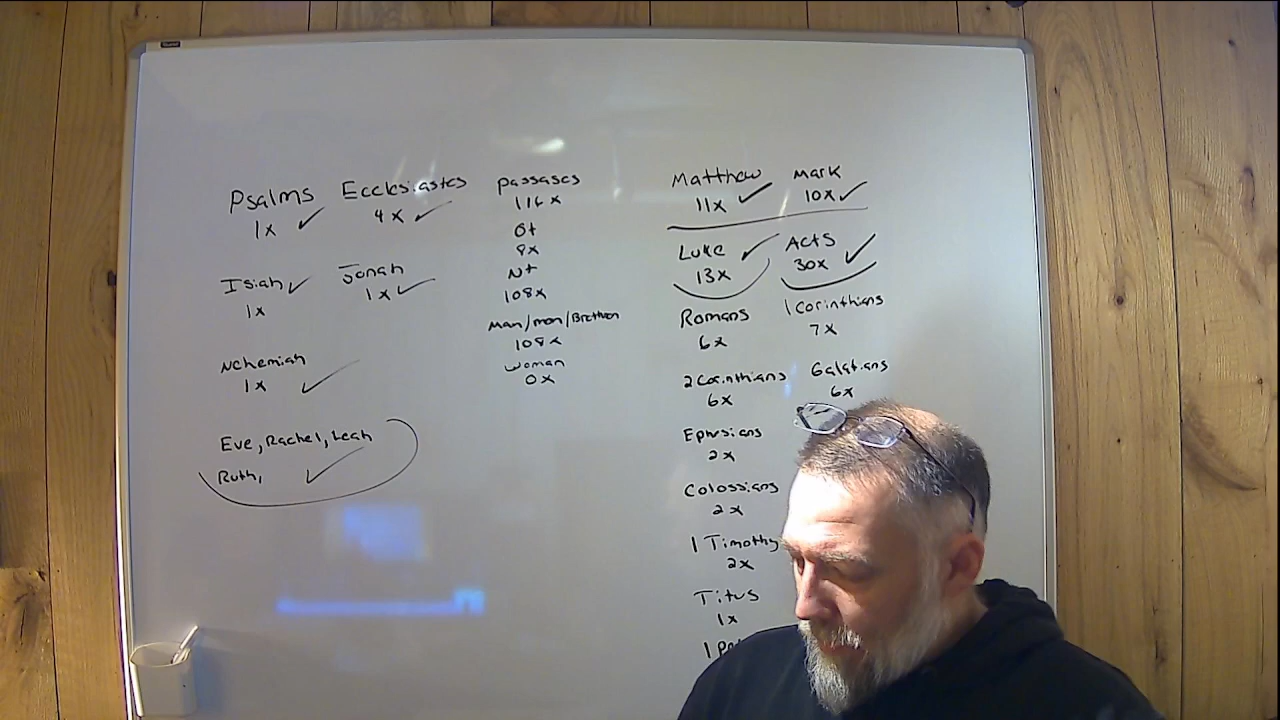 Psalms
1x ✓
Ecclesiastes
4x ✓
Isiah ✓
1x
Jonah
1x ✓
Nehemiah
1x ✓
Eve, Rachel, Leah
Ruth, ✓
passages
116x
Ot
8x
Nt
108x
Man/men/Brethren
108x
woman
0x
Matthew
11x ✓
Mark
10x ✓
Luke ✓
13x
Acts ✓
30x
Romans
6x
1 Corinthians
7x
2 Corinthians
6x
Galatians
6x
Ephesians
2x
Colossians
2x
1 Timothy
2x
Titus
1x